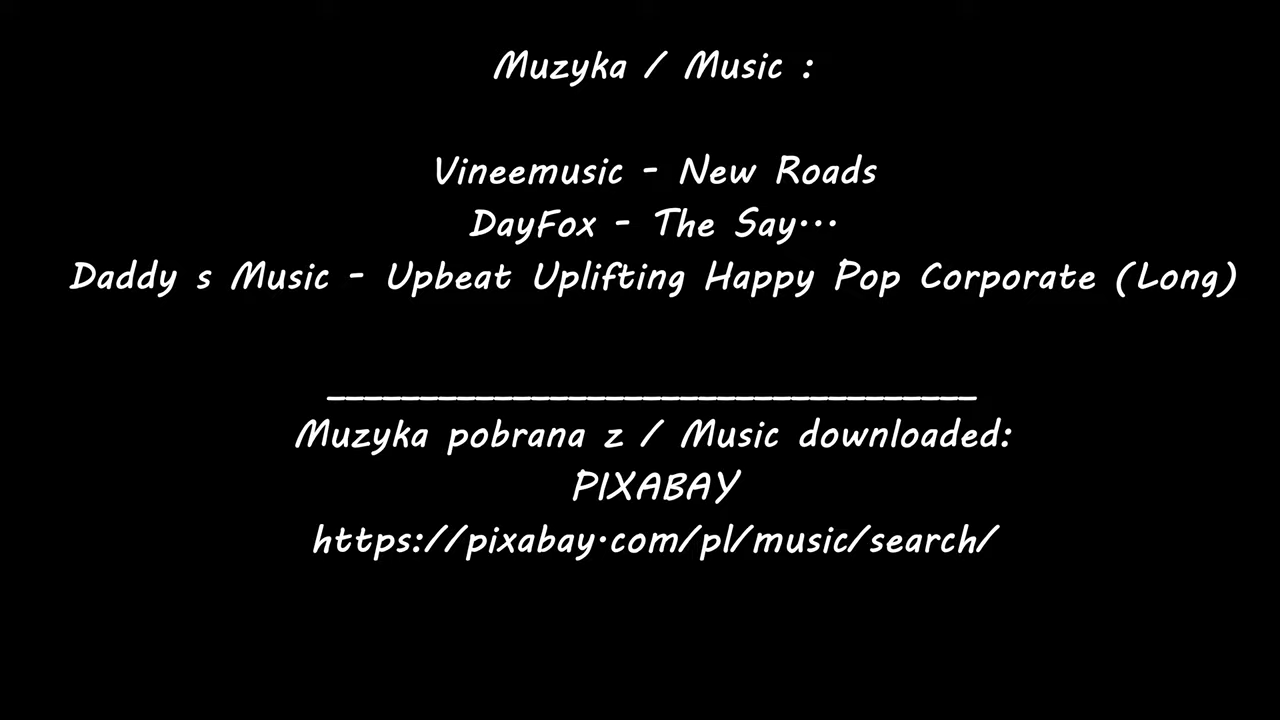 Muzyka / Music :
Vineemusic - New Roads
DayFox - The Say...
Daddy s Music - Upbeat Uplifting Happy Pop Corporate (Long)
___________________________________
Muzyka pobrana z / Music downloaded:
PIXABAY
https://pixabay.com/pl/music/search/